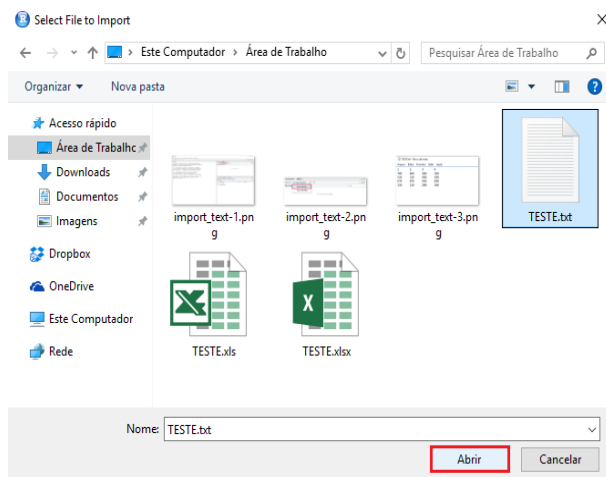 Select File to Import
Este Computador > Área de Trabalho
Pesquisar Área de Trabalho
Organizar
Nova pasta
Acesso rápido
Área de Trabalhc
Downloads
Documentos
Imagens
Dropbox
OneDrive
Este Computador
Rede
import_text-1.pn
g
import_text-2.pn
g
import_text-3.pn
g
TESTE.txt
TESTE.xls
TESTE.xlsx
Nome:
TESTE.txt
Abrir
Cancelar